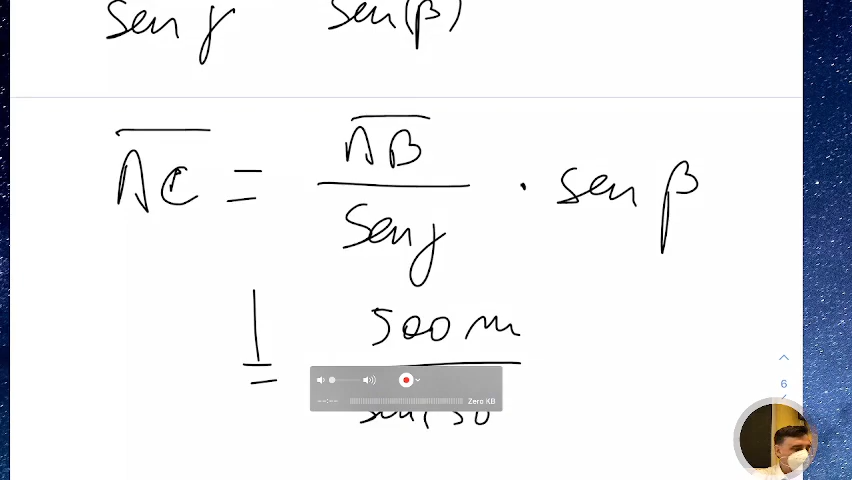 sen γ sen(β)
AC = AB / sen γ · sen β
= 500 m
Zero KB
6